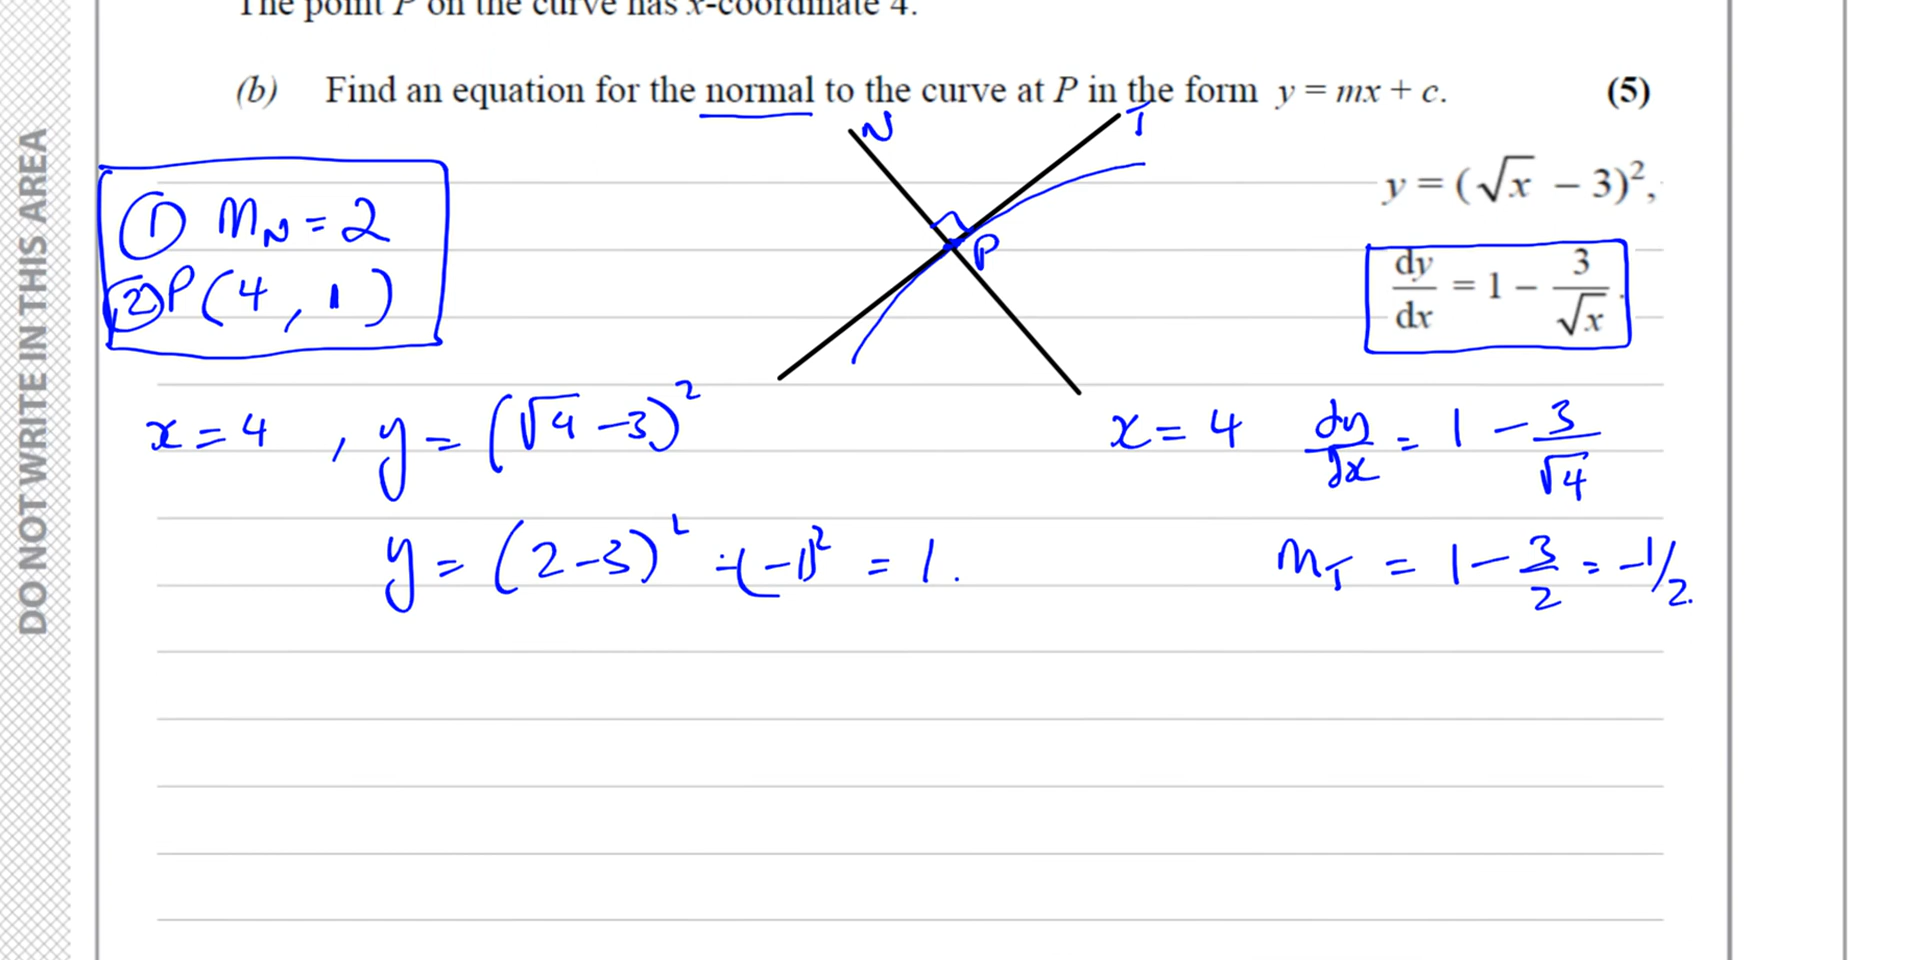 The point P on the curve has x-coordinate 4.
(b) Find an equation for the normal to the curve at P in the form y = mx + c. (5)
N
T
P
① m_N = 2
② P(4, 1)
y = (√x − 3)²,
dy/dx = 1 − 3/√x.
x = 4 , y = (√4 − 3)²
y = (2 − 3)² = (−1)² = 1.
x = 4 dy/dx = 1 − 3/√4
m_T = 1 − 3/2 = −1/2.
DO NOT WRITE IN THIS AREA